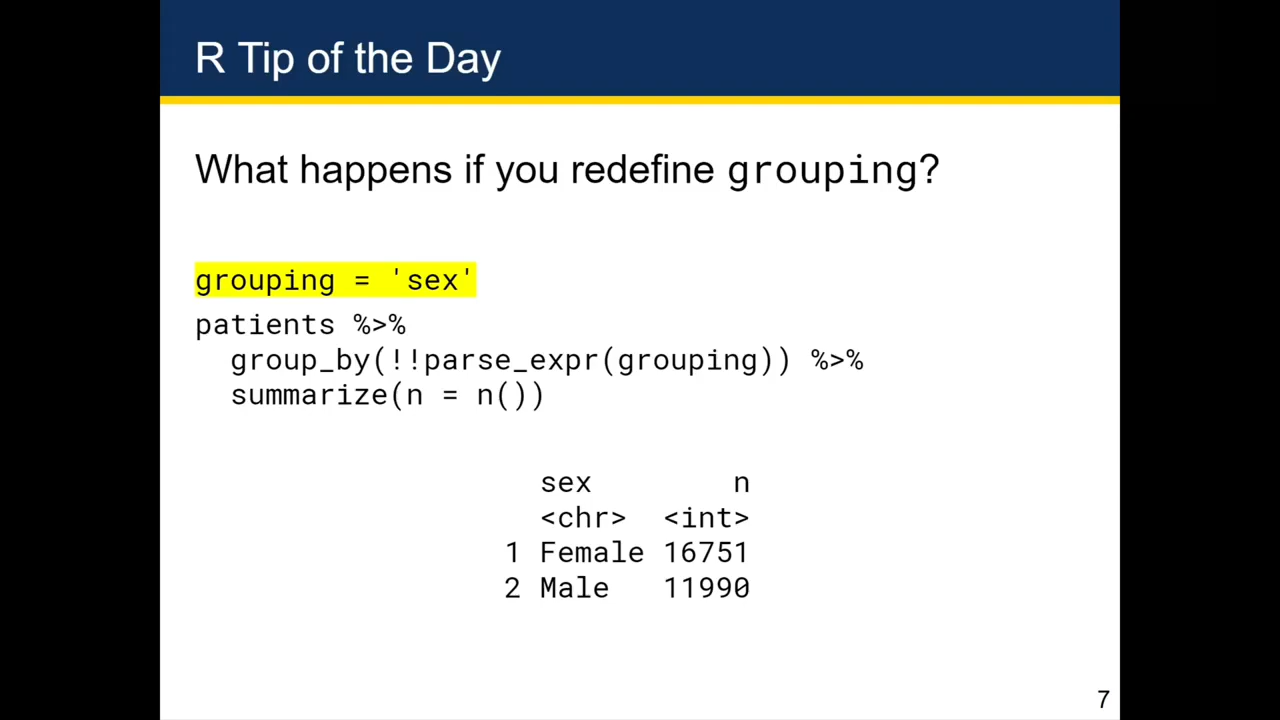 R Tip of the Day
What happens if you redefine grouping?
grouping = 'sex'
patients %>%
group_by(!!parse_expr(grouping)) %>%
summarize(n = n())
sex n
<chr> <int>
1 Female 16751
2 Male 11990
7